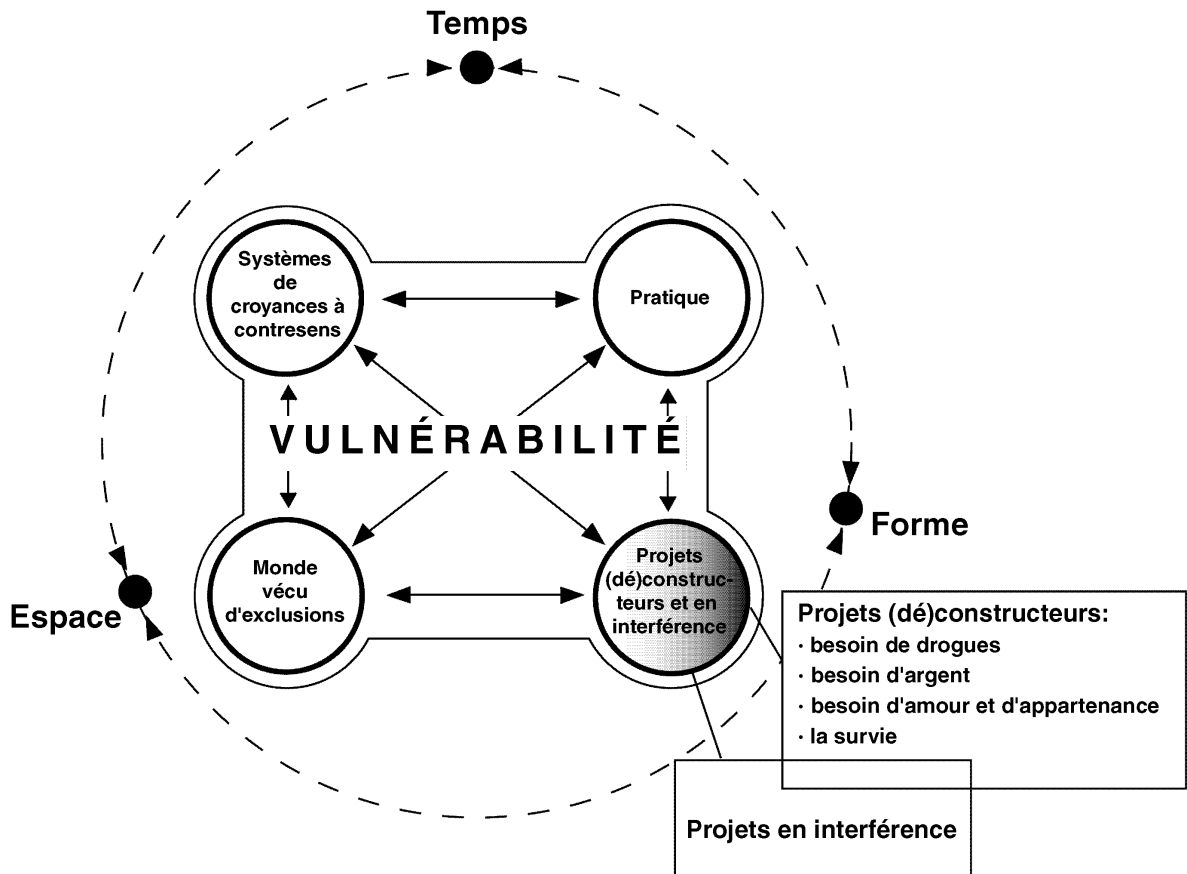 Temps
Systèmes
de
croyances à
contresens
Pratique
VULNÉRABILITÉ
Monde
vécu
d'exclusions
Projets
(dé)construc-
teurs et en
interférence
Espace
Forme
Projets (dé)constructeurs:
· besoin de drogues
· besoin d'argent
· besoin d'amour et d'appartenance
· la survie
Projets en interférence